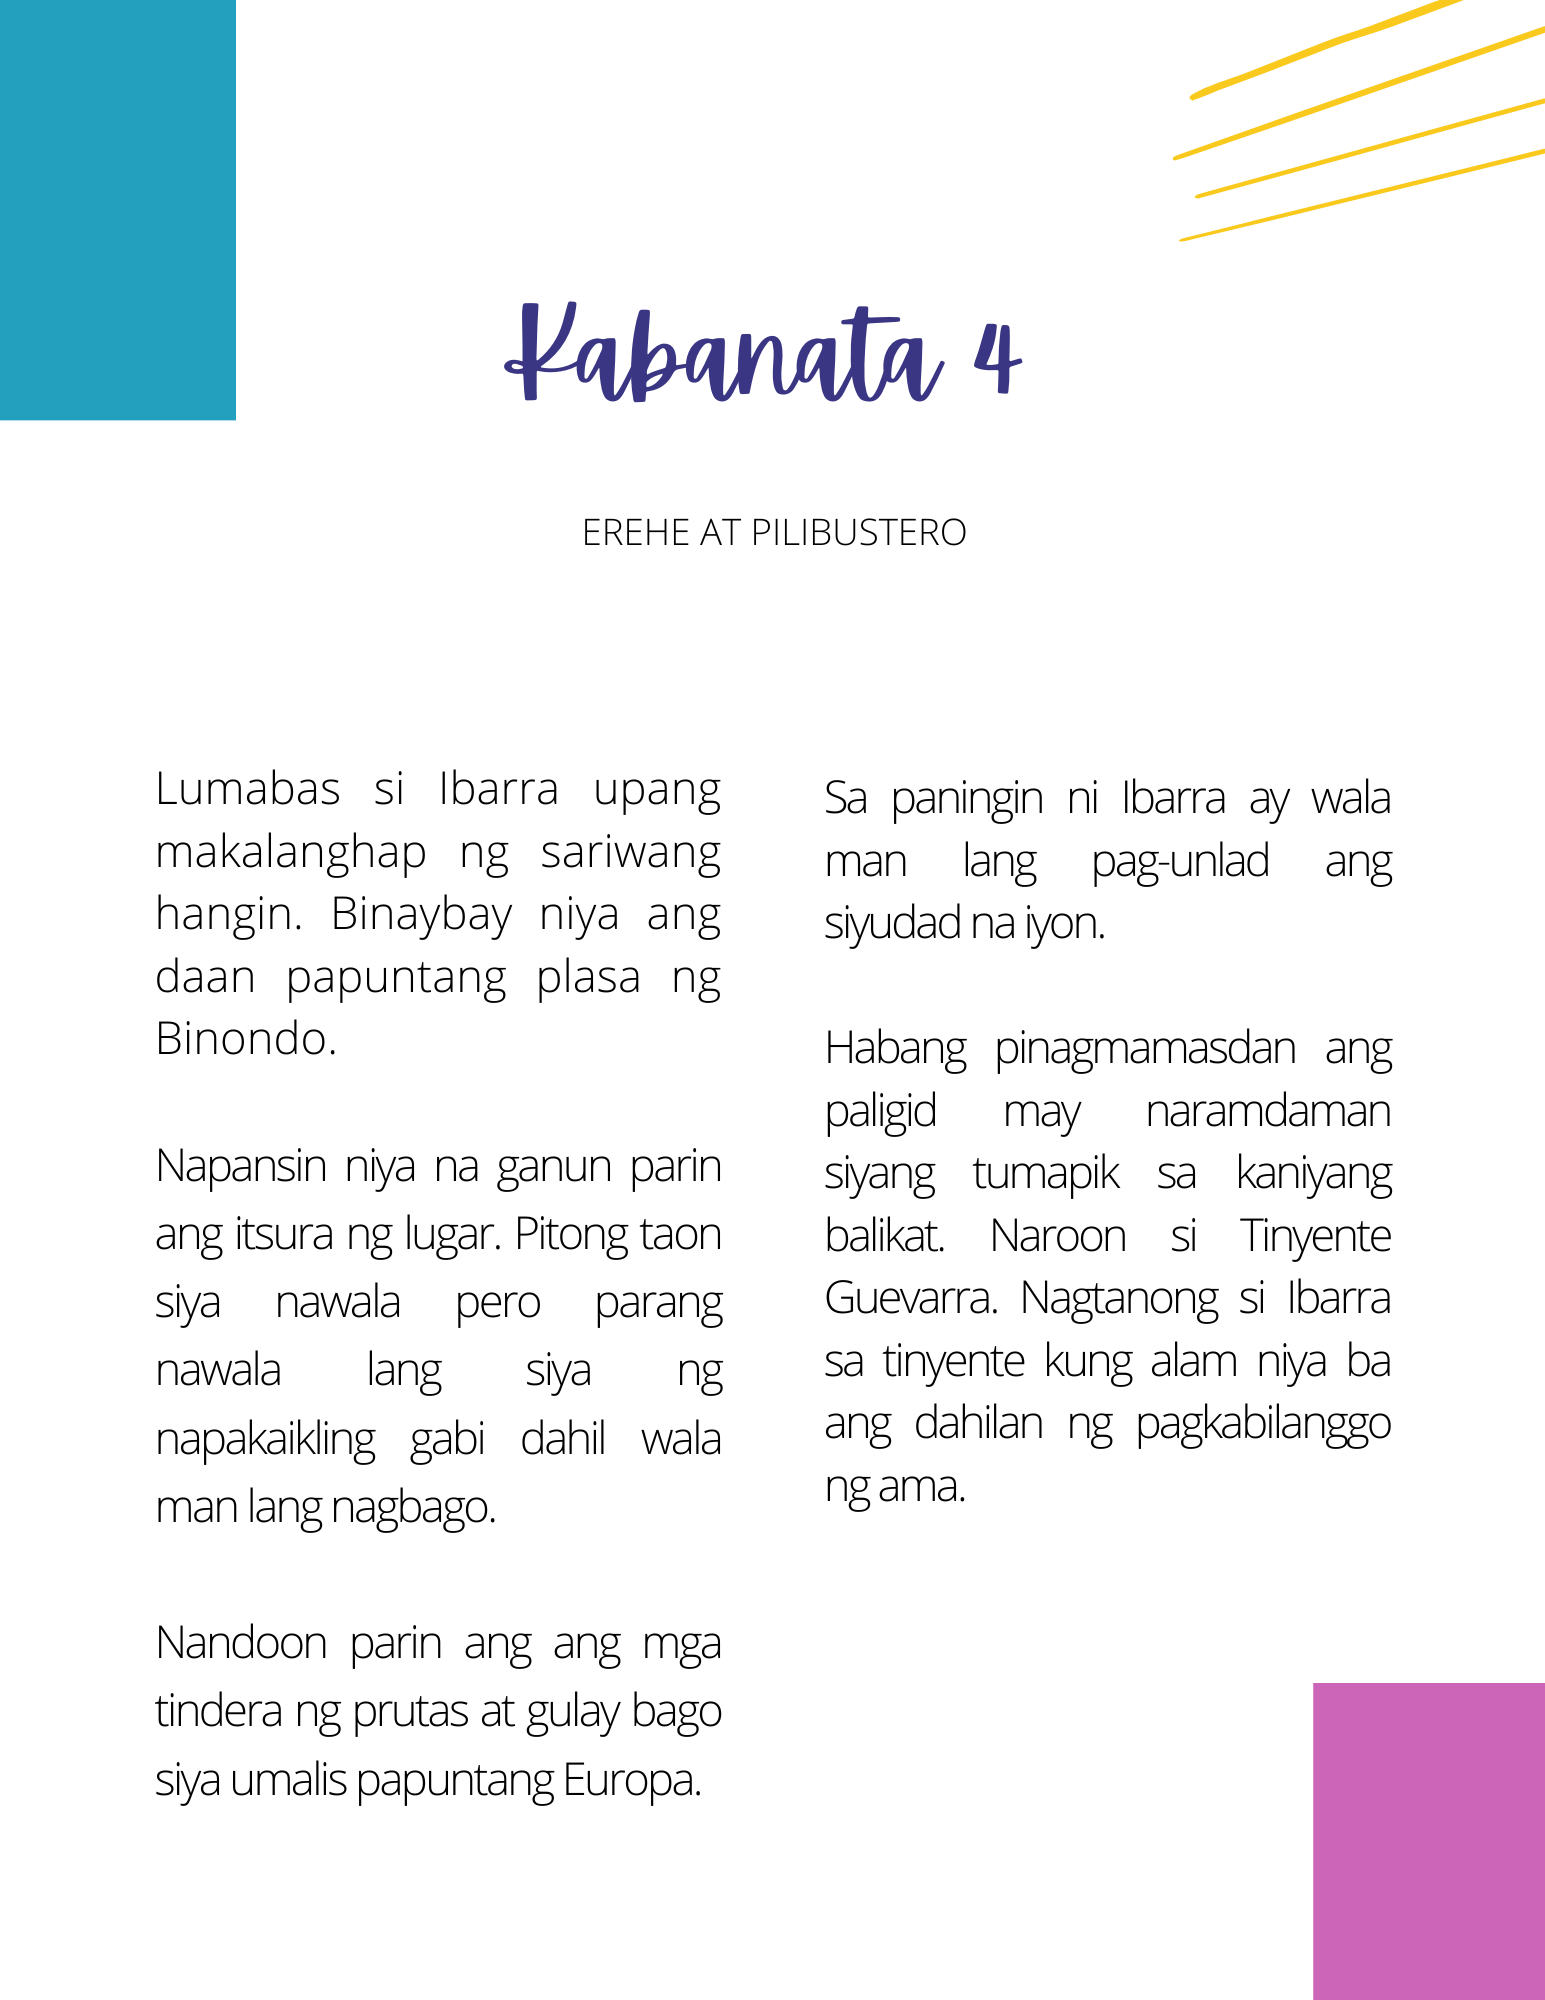 Kabanata 4
EREHE AT PILIBUSTERO
Lumabas si Ibarra upang
makalanghap ng sariwang
hangin. Binaybay niya ang
daan papuntang plasa ng
Binondo.
Napansin niya na ganun parin
ang itsura ng lugar. Pitong taon
siya nawala pero parang
nawala lang siya ng
napakaikling gabi dahil wala
man lang nagbago.
Nandoon parin ang ang mga
tindera ng prutas at gulay bago
siya umalis papuntang Europa.
Sa paningin ni Ibarra ay wala
man lang pag-unlad ang
siyudad na iyon.
Habang pinagmamasdan ang
paligid may naramdaman
siyang tumapik sa kaniyang
balikat. Naroon si Tinyente
Guevarra. Nagtanong si Ibarra
sa tinyente kung alam niya ba
ang dahilan ng pagkabilanggo
ng ama.